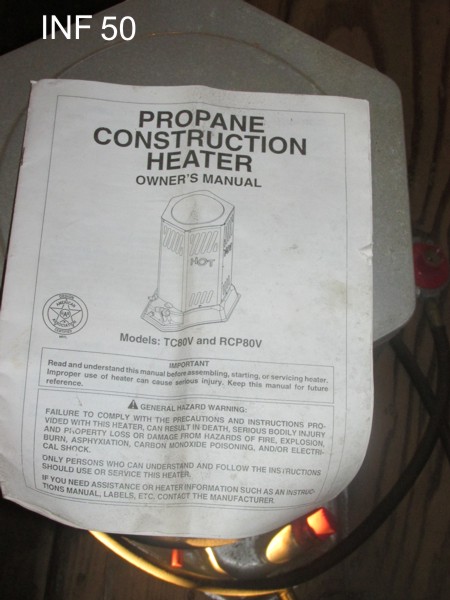 INF 50
PROPANE
CONSTRUCTION
HEATER
OWNER'S MANUAL
HOT
Models: TC80V and RCP80V
IMPORTANT
Read and understand this manual before assembling, starting, or servicing heater.
Improper use of heater can cause serious injury. Keep this manual for future
reference.
GENERAL HAZARD WARNING:
FAILURE TO COMPLY WITH THE PRECAUTIONS AND INSTRUCTIONS PRO-
VIDED WITH THIS HEATER, CAN RESULT IN DEATH, SERIOUS BODILY INJURY
AND PROPERTY LOSS OR DAMAGE FROM HAZARDS OF FIRE, EXPLOSION,
BURN, ASPHYXIATION, CARBON MONOXIDE POISONING, AND/OR ELECTRI-
CAL SHOCK.
ONLY PERSONS WHO CAN UNDERSTAND AND FOLLOW THE INSTRUCTIONS
SHOULD USE OR SERVICE THIS HEATER.
IF YOU NEED ASSISTANCE OR HEATER INFORMATION SUCH AS AN INSTRUC-
TIONS MANUAL, LABELS, ETC. CONTACT THE MANUFACTURER.